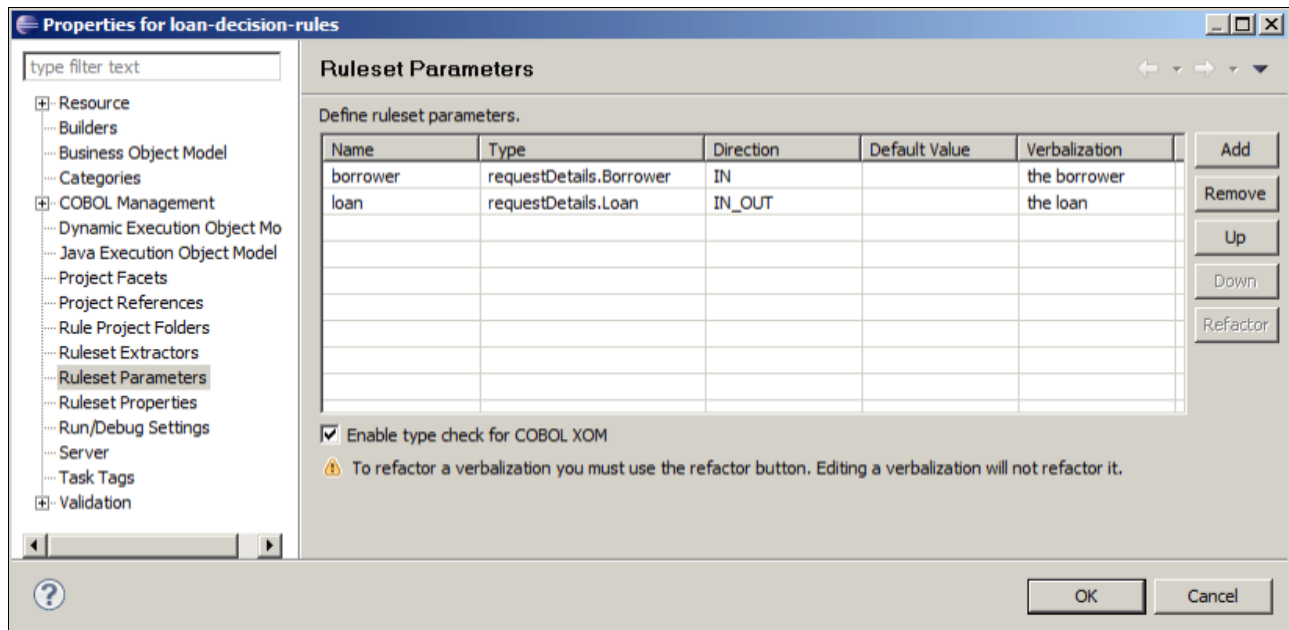 Properties for loan-decision-rules
type filter text
Resource
Builders
Business Object Model
Categories
COBOL Management
Dynamic Execution Object Mo
Java Execution Object Model
Project Facets
Project References
Rule Project Folders
Ruleset Extractors
Ruleset Parameters
Ruleset Properties
Run/Debug Settings
Server
Task Tags
Validation
Ruleset Parameters
Define ruleset parameters.
Name Type Direction Default Value Verbalization
borrower requestDetails.Borrower IN the borrower
loan requestDetails.Loan IN_OUT the loan
Add
Remove
Up
Down
Refactor
Enable type check for COBOL XOM
To refactor a verbalization you must use the refactor button. Editing a verbalization will not refactor it.
?
OK Cancel